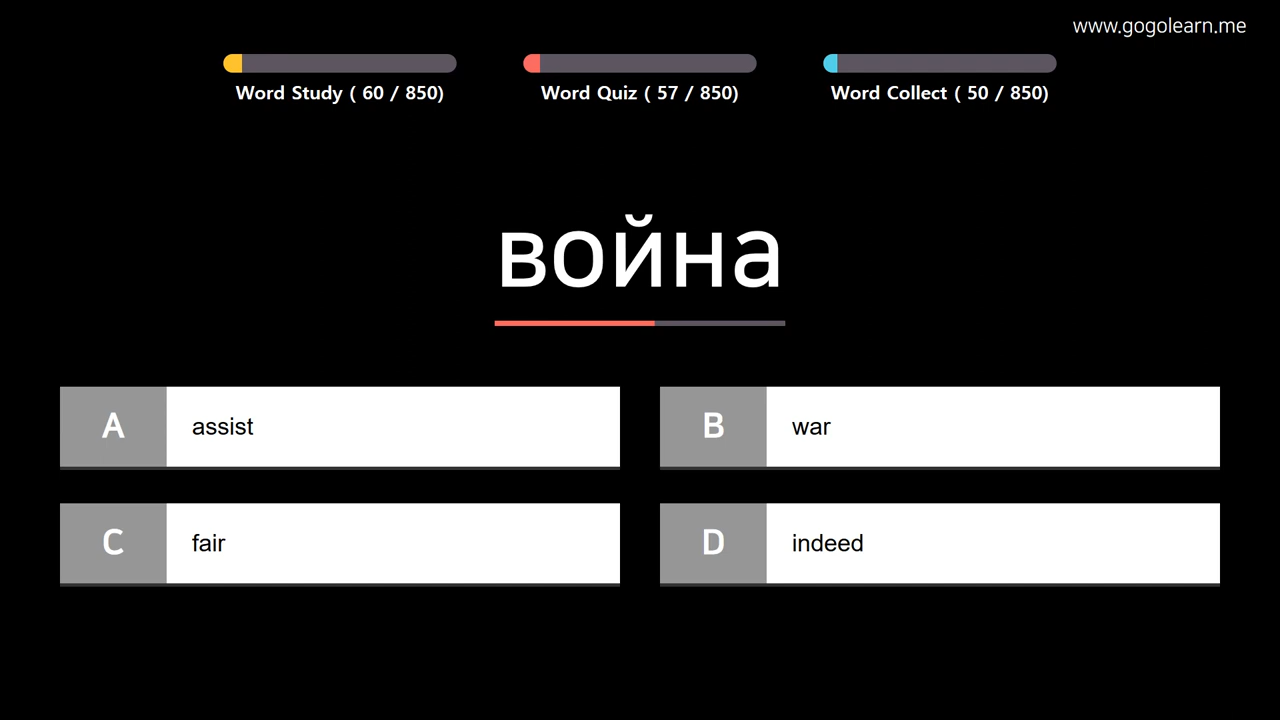 www.gogolearn.me
Word Study ( 60 / 850)
Word Quiz ( 57 / 850)
Word Collect ( 50 / 850)
война
A assist
B war
C fair
D indeed